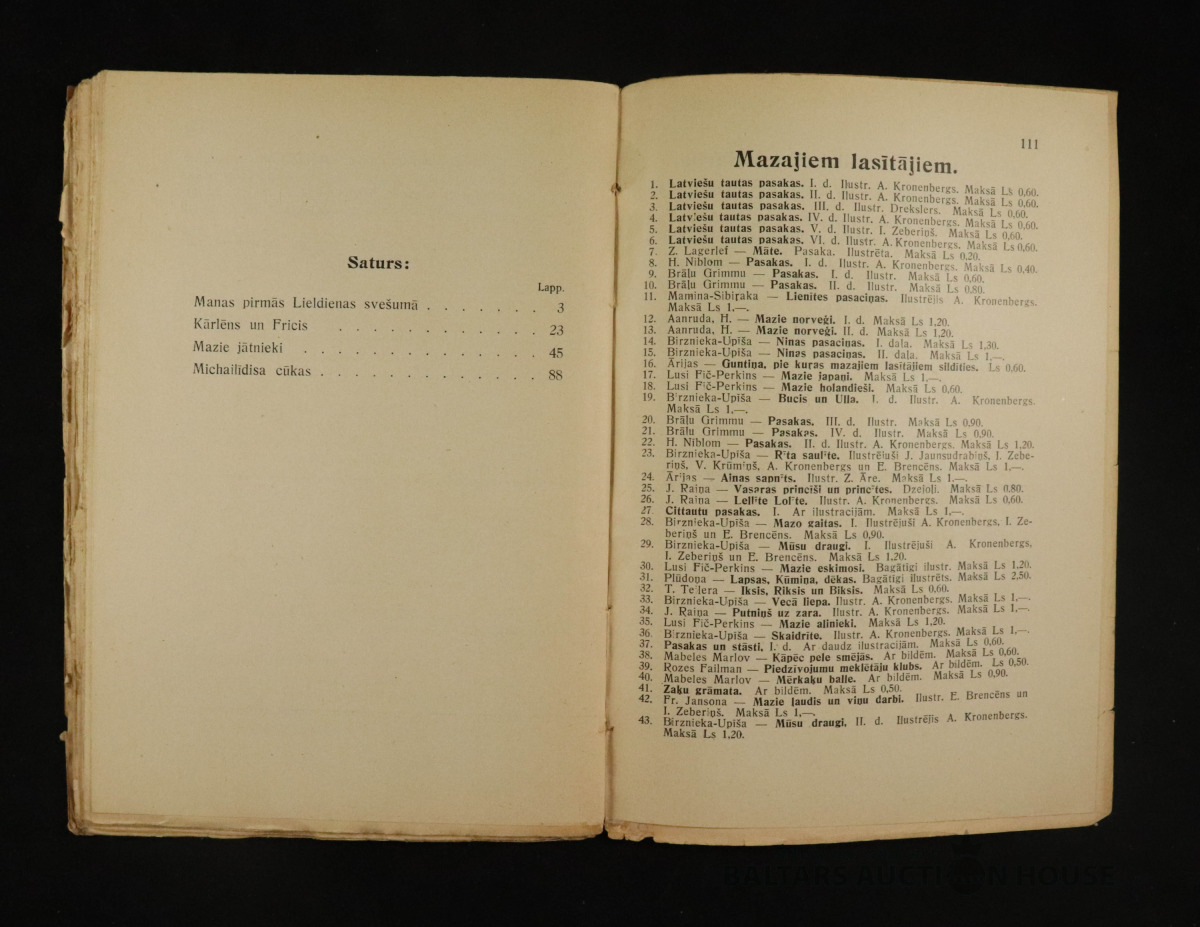 Saturs:
Lapp.
Manas pirmās Lieldienas svešumā . . . . . . . 3
Kārlēns un Fricis . . . . . . . . . . . . 23
Mazie jātnieki . . . . . . . . . . . . . . 45
Michailīdisa cūkas . . . . . . . . . . . . . 88
111
Mazajiem lasītājiem.
1. Latviešu tautas pasakas. I. d. Ilustr. A. Kronenbergs. Maksā Ls 0,60.
2. Latviešu tautas pasakas. II. d. Ilustr. A. Kronenbergs. Maksā Ls 0,60.
3. Latviešu tautas pasakas. III. d. Ilustr. Drekslers. Maksā Ls 0,60.
4. Latviešu tautas pasakas. IV. d. Ilustr. A. Kronenbergs. Maksā Ls 0,60.
5. Latviešu tautas pasakas. V. d. Ilustr. I. Zeberiņš. Maksā Ls 0,60.
6. Latviešu tautas pasakas. VI. d. Ilustr. A. Kronenbergs. Maksā Ls 0,60.
7. Z. Lagerlef — Māte. Pasaka. Ilustrēta. Maksā Ls 0,20.
8. H. Niblom — Pasakas. I. d. Ilustr. A. Kronenbergs. Maksā Ls 0,40.
9. Brāļu Grimmu — Pasakas. I. d. Ilustr. Maksā Ls 0,60.
10. Brāļu Grimmu — Pasakas. II. d. Ilustr. Maksā Ls 0,80.
11. Mamina-Sibiŗaka — Lienītes pasaciņas. Ilustrējis A. Kronenbergs.
Maksā Ls 1,—.
12. Aanruda, H. — Mazie norveģi. I. d. Maksā Ls 1,20.
13. Aanruda, H. — Mazie norveģi. II. d. Maksā Ls 1,20.
14. Birznieka-Upiša — Ninas pasaciņas. I. daļa. Maksā Ls 1,30.
15. Birznieka-Upiša — Ninas pasaciņas. II. daļa. Maksā Ls 1,—.
16. Ārijas — Guntiņa, pie kuŗas mazajiem lasītājiem sildīties. Ls 0,60.
17. Lusi Fič-Perkins — Mazie japaņi. Maksā Ls 1,—.
18. Lusi Fič-Perkins — Mazie holandieši. Maksā Ls 0,60.
19. Birznieka-Upiša — Bucis un Ulla. I. d. Ilustr. A. Kronenbergs.
Maksā Ls 1,—.
20. Brāļu Grimmu — Pasakas. III. d. Ilustr. Maksā Ls 0,90.
21. Brāļu Grimmu — Pasakas. IV. d. Ilustr. Maksā Ls 0,90.
22. H. Niblom — Pasakas. II. d. Ilustr. A. Kronenbergs. Maksā Ls 1,20.
23. Birznieka-Upiša — Rīta saulīte. Ilustrējuši J. Jaunsudrabiņš, I. Zebe-
riņš, V. Krūmiņš, A. Kronenbergs un E. Brencēns. Maksā Ls 1,—.
24. Ārijas — Ainas sapnīts. Ilustr. Z. Āre. Maksā Ls 1,—.
25. J. Raiņa — Vasaras princīši un princītes. Dzejoļi. Maksā Ls 0,80.
26. J. Raiņa — Lellīte Lolīte. Ilustr. A. Kronenbergs. Maksā Ls 0,60.
27. Cittautu pasakas. I. Ar ilustracijām. Maksā Ls 1,—.
28. Birznieka-Upiša — Mazo gaitas. I. Ilustrējuši A. Kronenbergs, I. Ze-
beriņš un E. Brencēns. Maksā Ls 0,90.
29. Birznieka-Upiša — Mūsu draugi. I. Ilustrējuši A. Kronenbergs,
I. Zeberiņš un E. Brencēns. Maksā Ls 1,20.
30. Lusi Fič-Perkins — Mazie eskimosi. Bagātīgi ilustr. Maksā Ls 1,20.
31. Plūdoņa — Lapsas, Kūmiņa, dēkas. Bagātīgi ilustrēts. Maksā Ls 2,50.
32. T. Tellera — Iksis, Rīksis un Biksis. Maksā Ls 0,60.
33. Birznieka-Upiša — Vecā liepa. Ilustr. A. Kronenbergs. Maksā Ls 1,—.
34. J. Raiņa — Putniņš uz zara. Ilustr. A. Kronenbergs. Maksā Ls 1,—.
35. Lusi Fič-Perkins — Mazie alinieki. Maksā Ls 1,20.
36. Birznieka-Upiša — Skaidrīte. Ilustr. A. Kronenbergs. Maksā Ls 1,—.
37. Pasakas un stāsti. I. d. Ar daudz ilustracijām. Maksā Ls 0,60.
38. Mabeles Marlov — Kāpēc pele smējās. Ar bildēm. Maksā Ls 0,60.
39. Rozes Failman — Piedzīvojumu meklētāju klubs. Ar bildēm. Ls 0,50.
40. Mabeles Marlov — Mērkaķu balle. Ar bildēm. Maksā Ls 0,90.
41. Zaķu grāmata. Ar bildēm. Maksā Ls 0,50.
42. Fr. Jansona — Mazie ļaudis un viņu darbi. Ilustr. E. Brencēns un
I. Zeberiņš. Maksā Ls 1,—.
43. Birznieka-Upiša — Mūsu draugi. II. d. Ilustrējis A. Kronenbergs.
Maksā Ls 1,20.
BALTARS AUCTION HOUSE